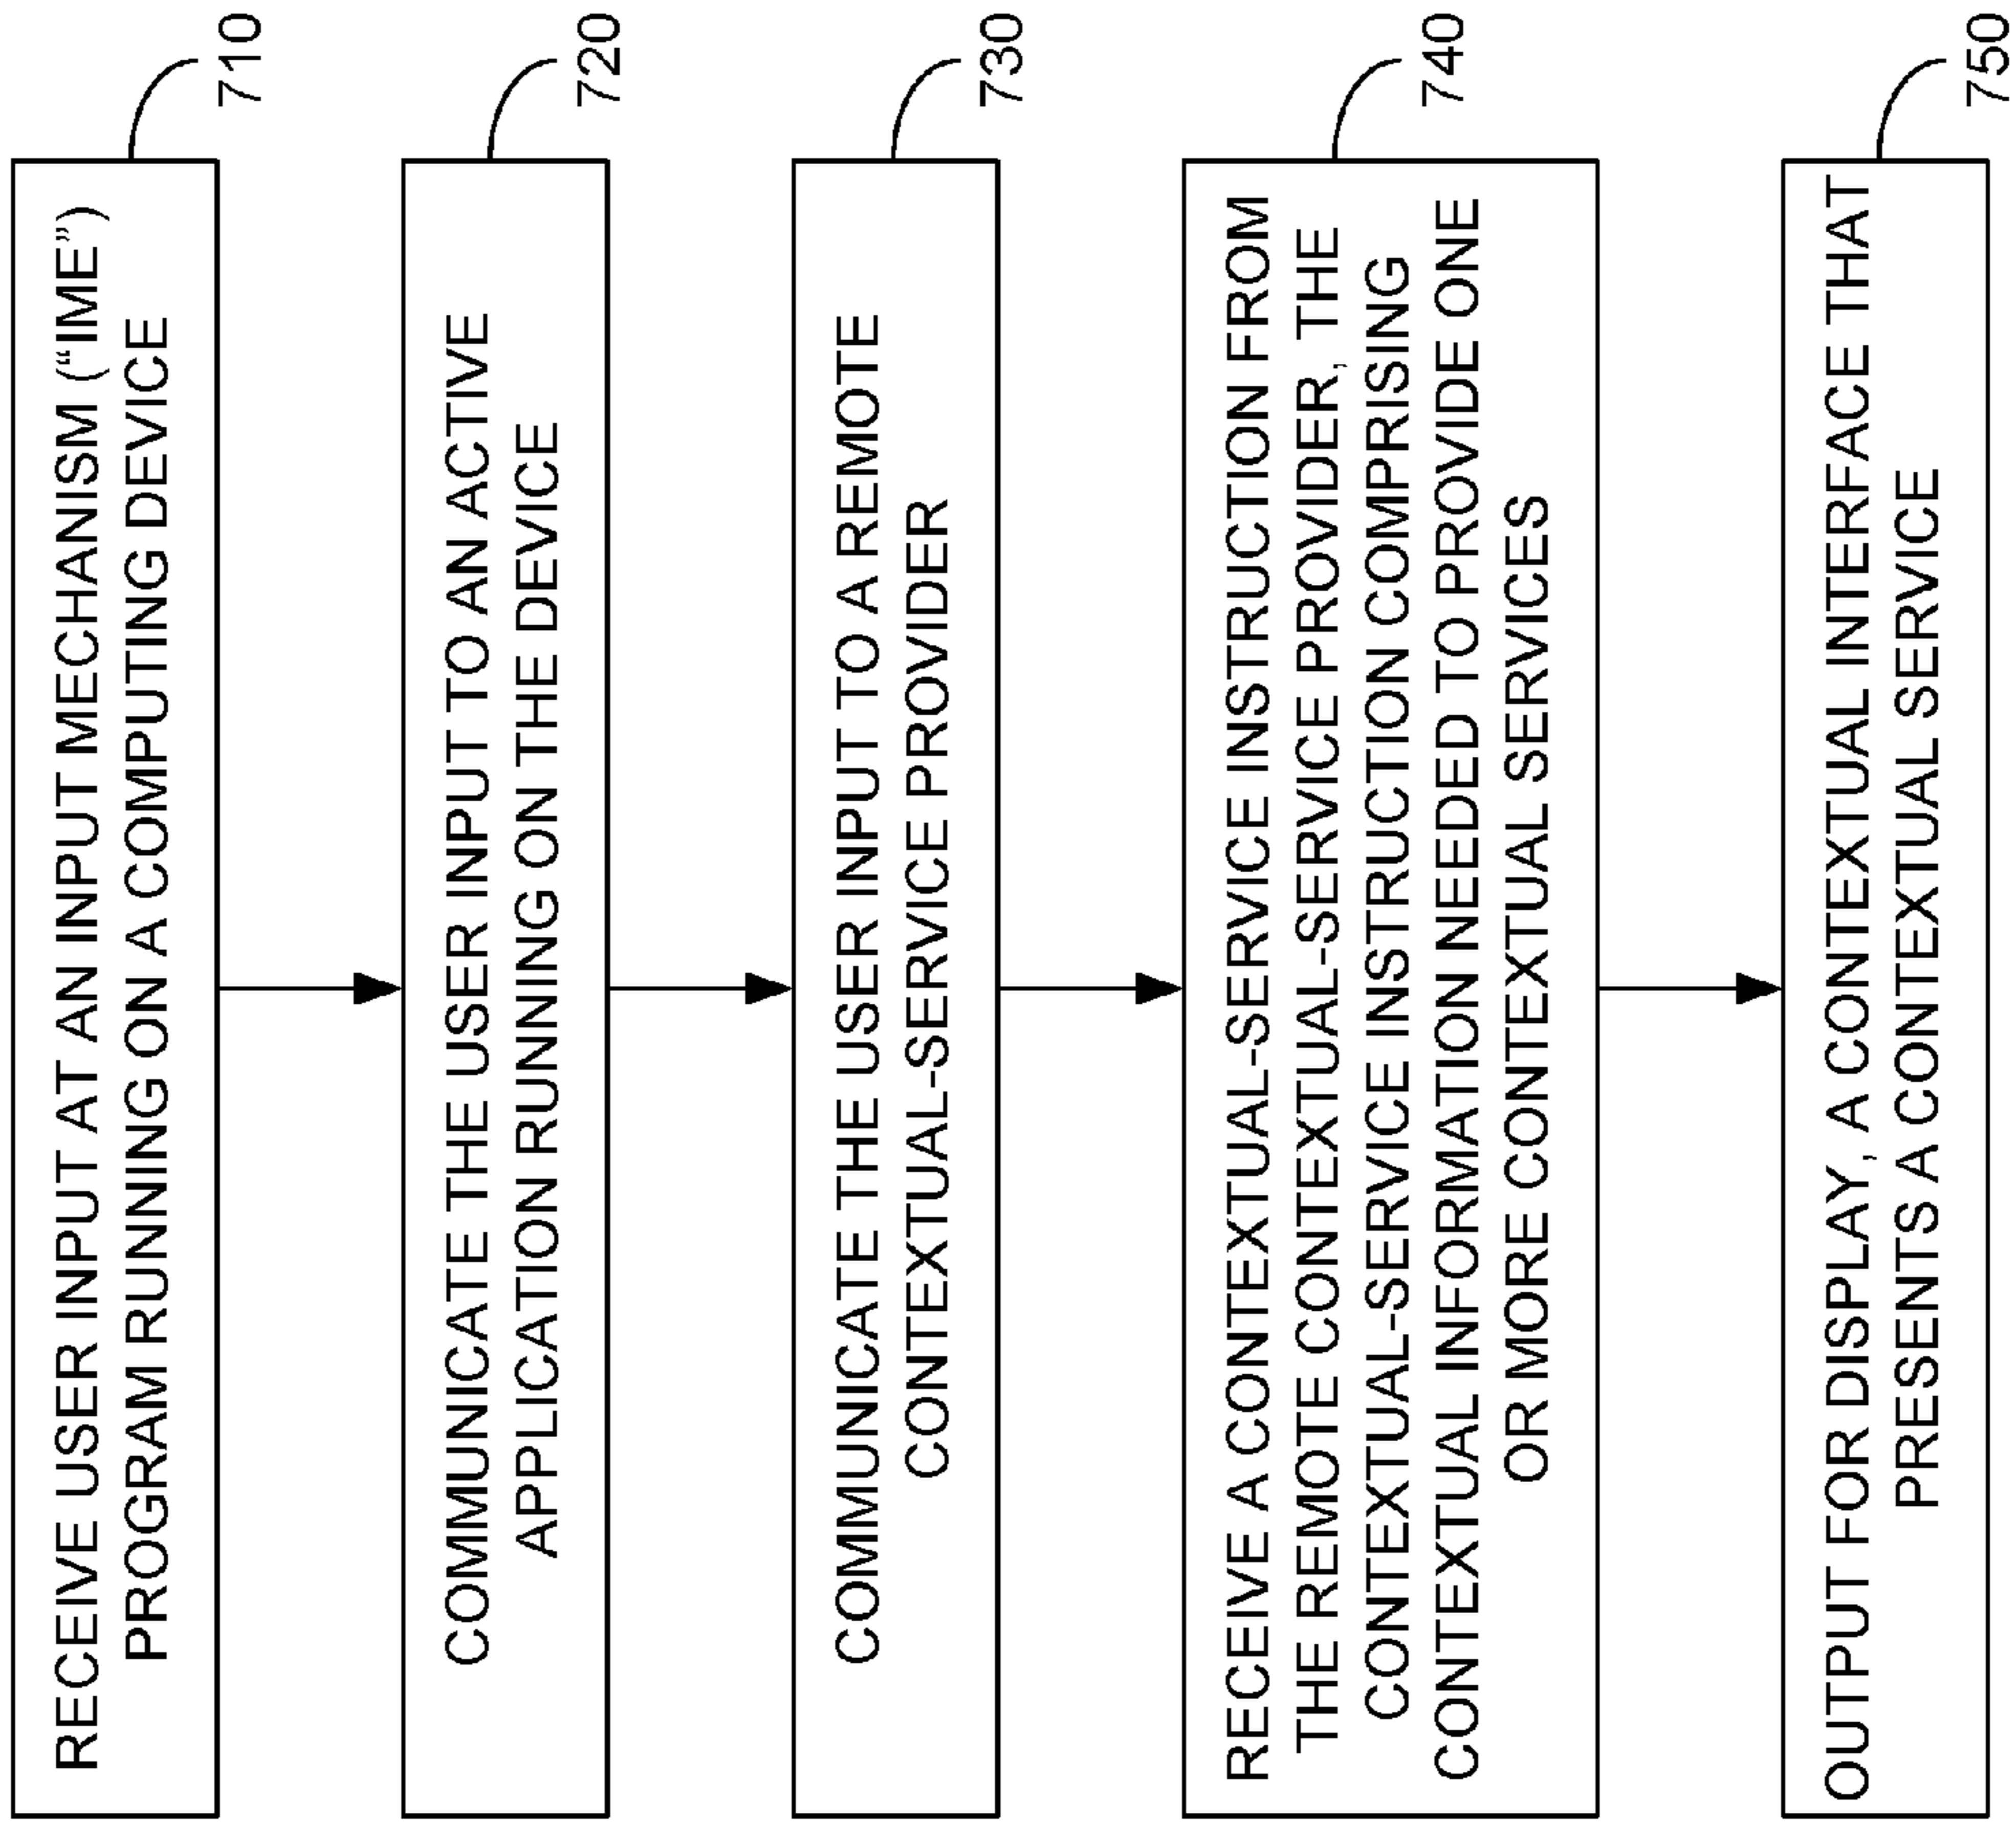 RECEIVE USER INPUT AT AN INPUT MECHANISM (“IME”)
PROGRAM RUNNING ON A COMPUTING DEVICE
710
COMMUNICATE THE USER INPUT TO AN ACTIVE
APPLICATION RUNNING ON THE DEVICE
720
COMMUNICATE THE USER INPUT TO A REMOTE
CONTEXTUAL-SERVICE PROVIDER
730
RECEIVE A CONTEXTUAL-SERVICE INSTRUCTION FROM
THE REMOTE CONTEXTUAL-SERVICE PROVIDER, THE
CONTEXTUAL-SERVICE INSTRUCTION COMPRISING
CONTEXTUAL INFORMATION NEEDED TO PROVIDE ONE
OR MORE CONTEXTUAL SERVICES
740
OUTPUT FOR DISPLAY, A CONTEXTUAL INTERFACE THAT
PRESENTS A CONTEXTUAL SERVICE
750